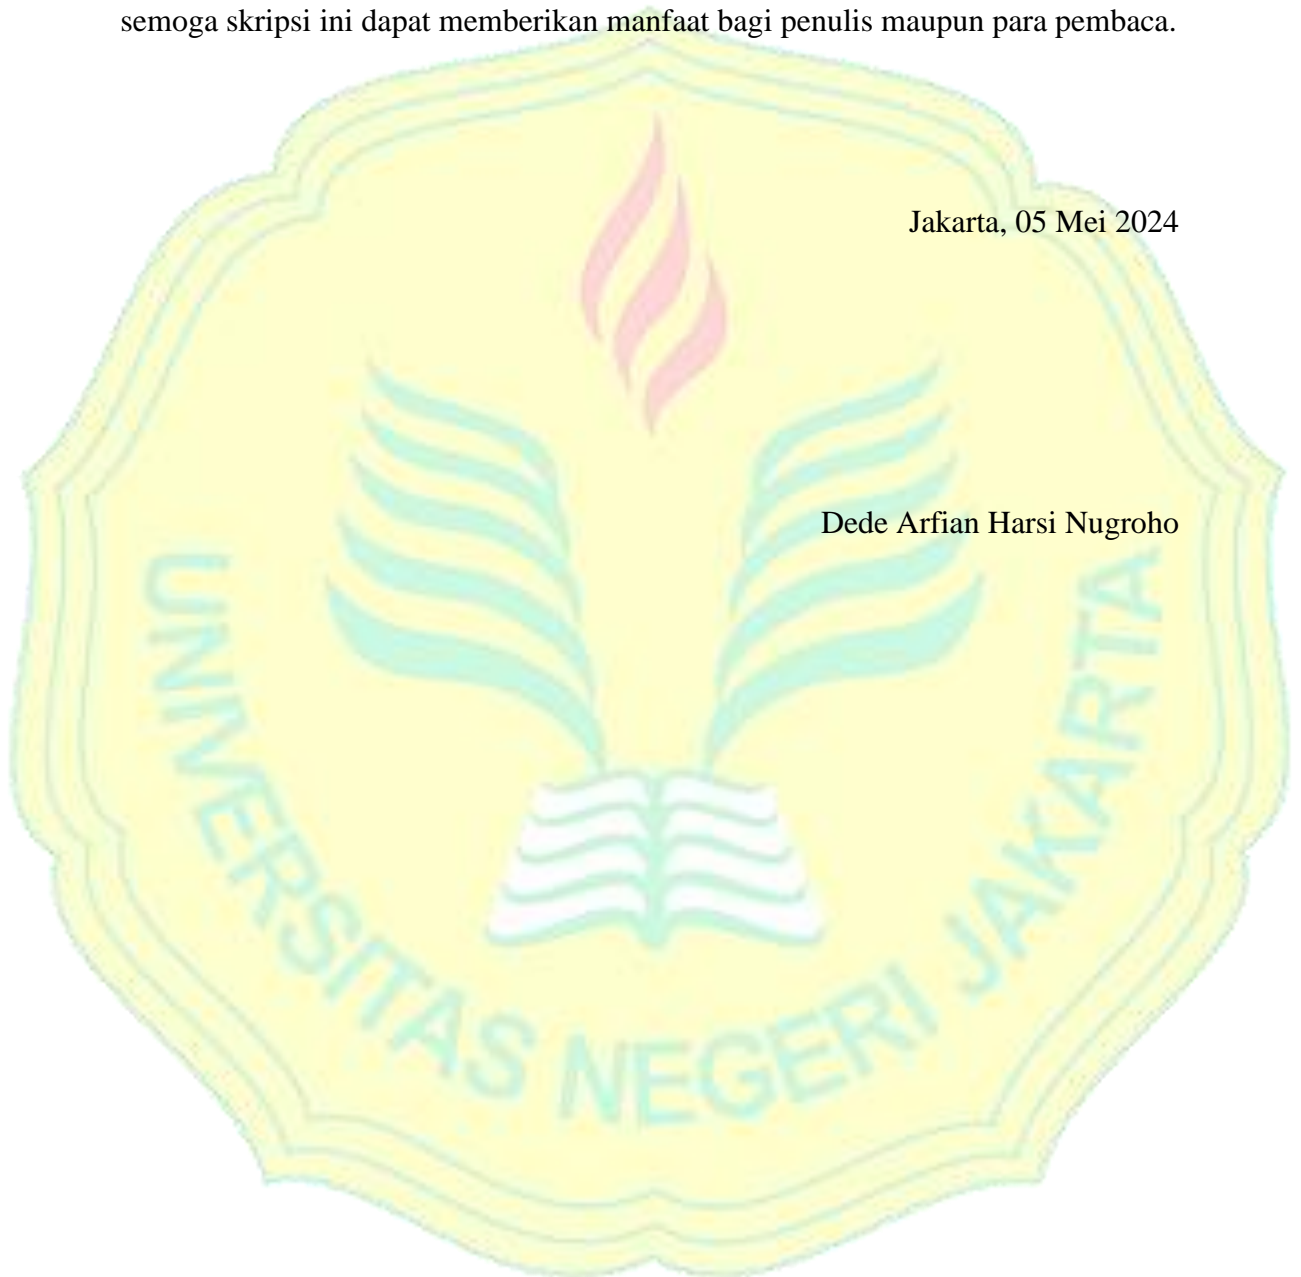 semoga skripsi ini dapat memberikan manfaat bagi penulis maupun para pembaca.
Jakarta, 05 Mei 2024
Dede Arfian Harsi Nugroho
UNIVERSITAS NEGERI JAKARTA